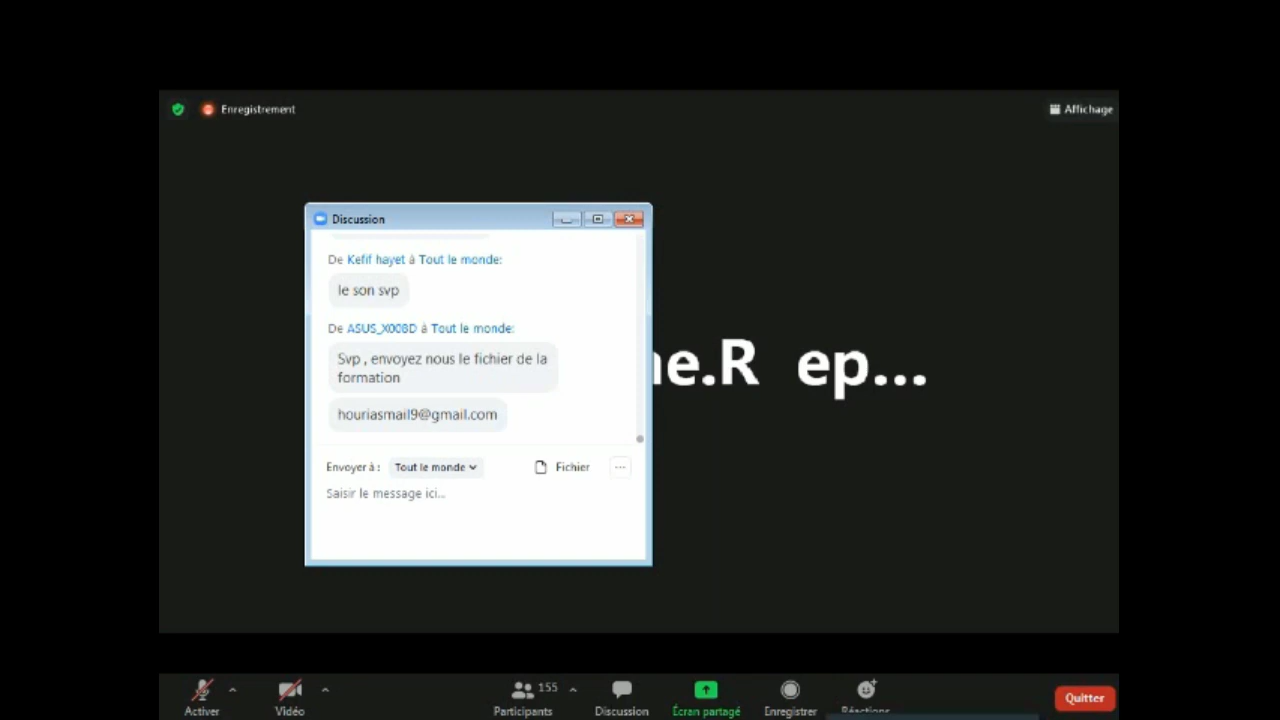 Enregistrement
Affichage
Discussion
De Kefif hayet à Tout le monde:
le son svp
De ASUS_X00BD à Tout le monde:
Svp , envoyez nous le fichier de la
formation
houriasmail9@gmail.com
e.R ep...
Envoyer à : Tout le monde Fichier ...
Saisir le message ici...
155
Activer Vidéo Participants Discussion Écran partagé Enregistrer Réactions
Quitter